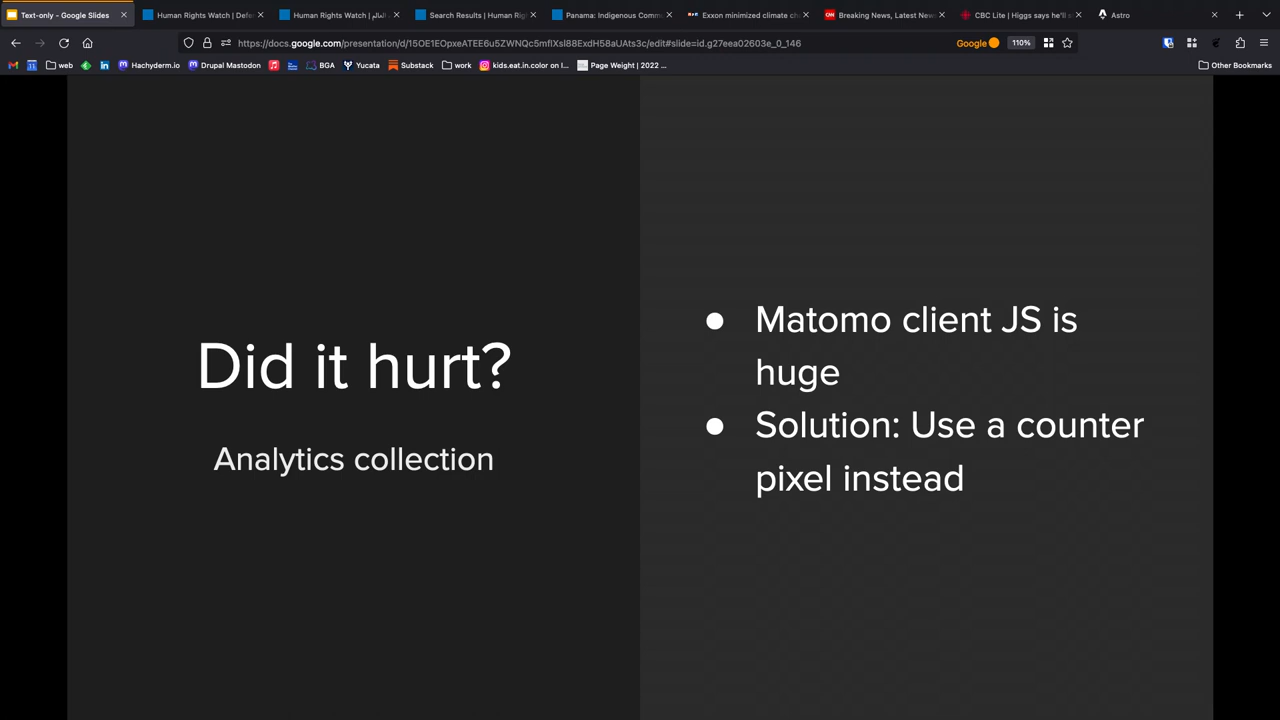 Text-only - Google Slides
Human Rights Watch | Defe
Human Rights Watch | العالم
Search Results | Human Rig
Panama: Indigenous Comm
Exxon minimized climate ch
Breaking News, Latest New
CBC Lite | Higgs says he'll s
Astro
https://docs.google.com/presentation/d/15OE1EOpxeATEE6u5ZWNQc5mfIXsI88ExdH58aUAts3c/edit#slide=id.g27eea02603e_0_146
Google
110%
web
Hachyderm.io
Drupal Mastodon
BGA
Yucata
Substack
work
kids.eat.in.color on I...
Page Weight | 2022 ...
Other Bookmarks
Did it hurt?
Analytics collection
● Matomo client JS is
huge
● Solution: Use a counter
pixel instead